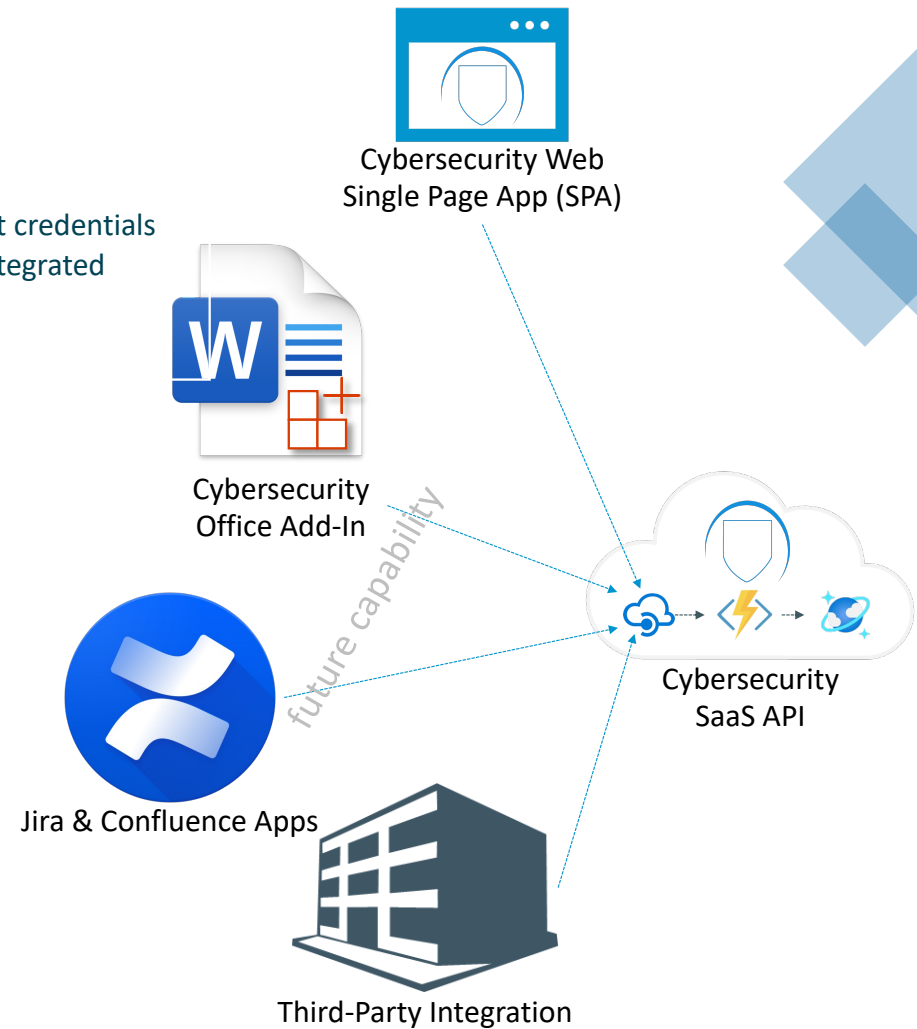 Cybersecurity Web
Single Page App (SPA)
t credentials
tegrated
W
Cybersecurity
Office Add-In
future capability
Cybersecurity
SaaS API
Jira & Confluence Apps
Third-Party Integration